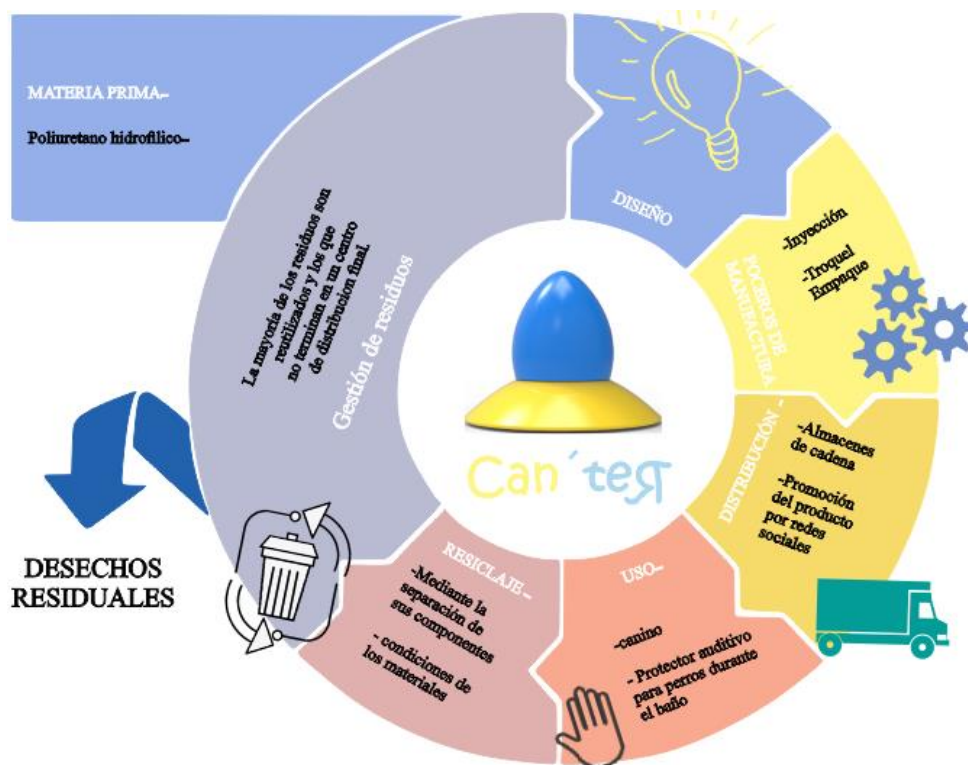 MATERIA PRIMA–
Poliuretano hidrofílico–
DISEÑO
POCEROS DE
MANUFACTURA
-Inyección
-Troquel
Empaque
DISTRIBUCIÓN –
-Almacenes
de cadena
-Promoción
del producto
por redes
sociales
USO–
-canino
- Protector auditivo
para perros durante
el baño
RESICLAJE –
-Mediante la
separación de
sus componentes
- condiciones de
los materiales
Gestión de residuos
La mayoría de los residuos son
reutilizados y los que
no terminan en un centro
de distribucion final.
DESECHOS
RESIDUALES
Can´teЯ